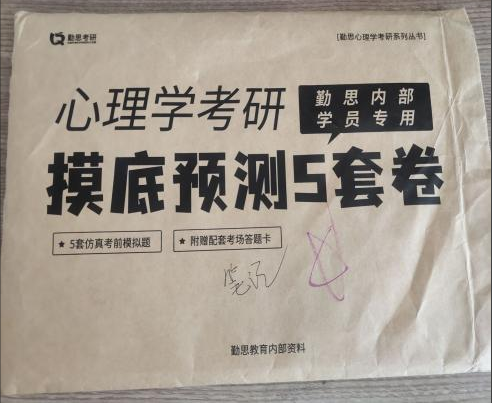 勤思考研
[勤思心理学考研系列丛书]
心理学考研
勤思内部
学员专用
摸底预测5套卷
★ 5套仿真考前模拟题
★ 附赠配套考场答题卡
笔记
勤思教育内部资料